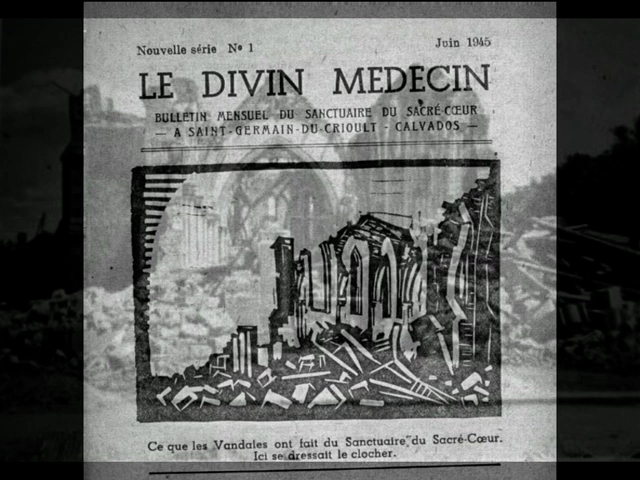 Nouvelle série Nº 1
Juin 1945
LE DIVIN MEDECIN
BULLETIN MENSUEL DU SANCTUAIRE DU SACRÉ-CŒUR
— A SAINT-GERMAIN-DU-CRIOULT - CALVADOS —
Ce que les Vandales ont fait du Sanctuaire du Sacré-Cœur.
Ici se dressait le clocher.